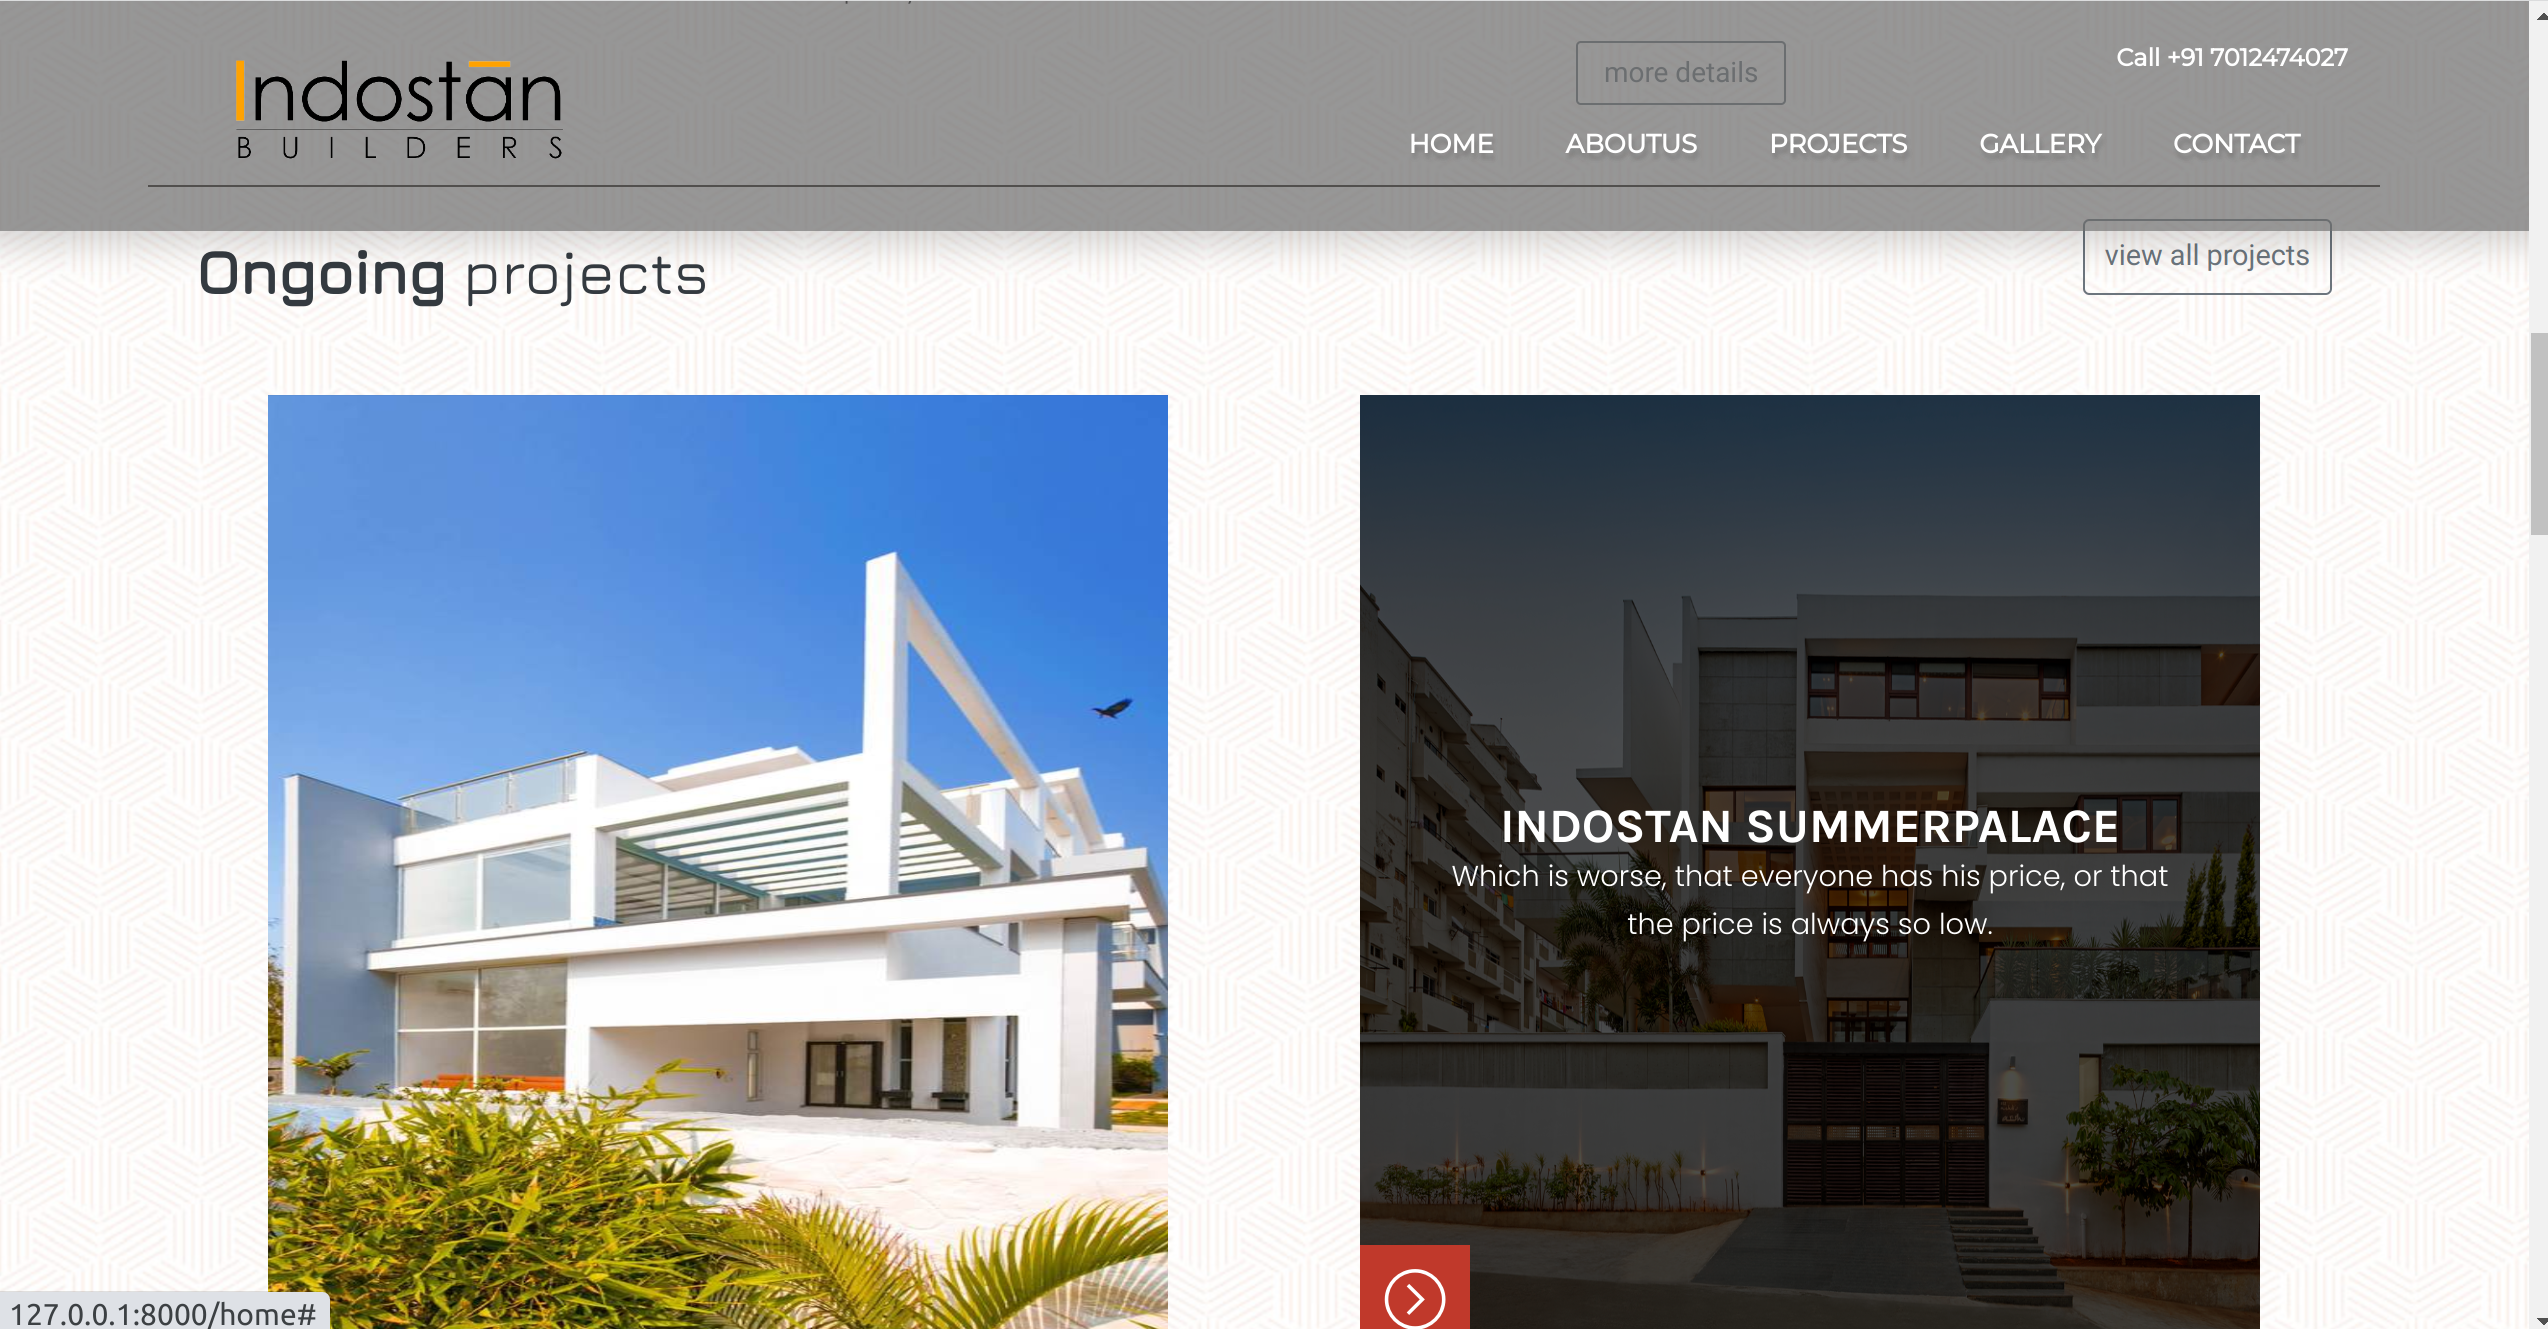 Indostan
BUILDERS
more details
Call +91 7012474027
HOME ABOUTUS PROJECTS GALLERY CONTACT
Ongoing projects
view all projects
INDOSTAN SUMMERPALACE
Which is worse, that everyone has his price, or that
the price is always so low.
127.0.0.1:8000/home#